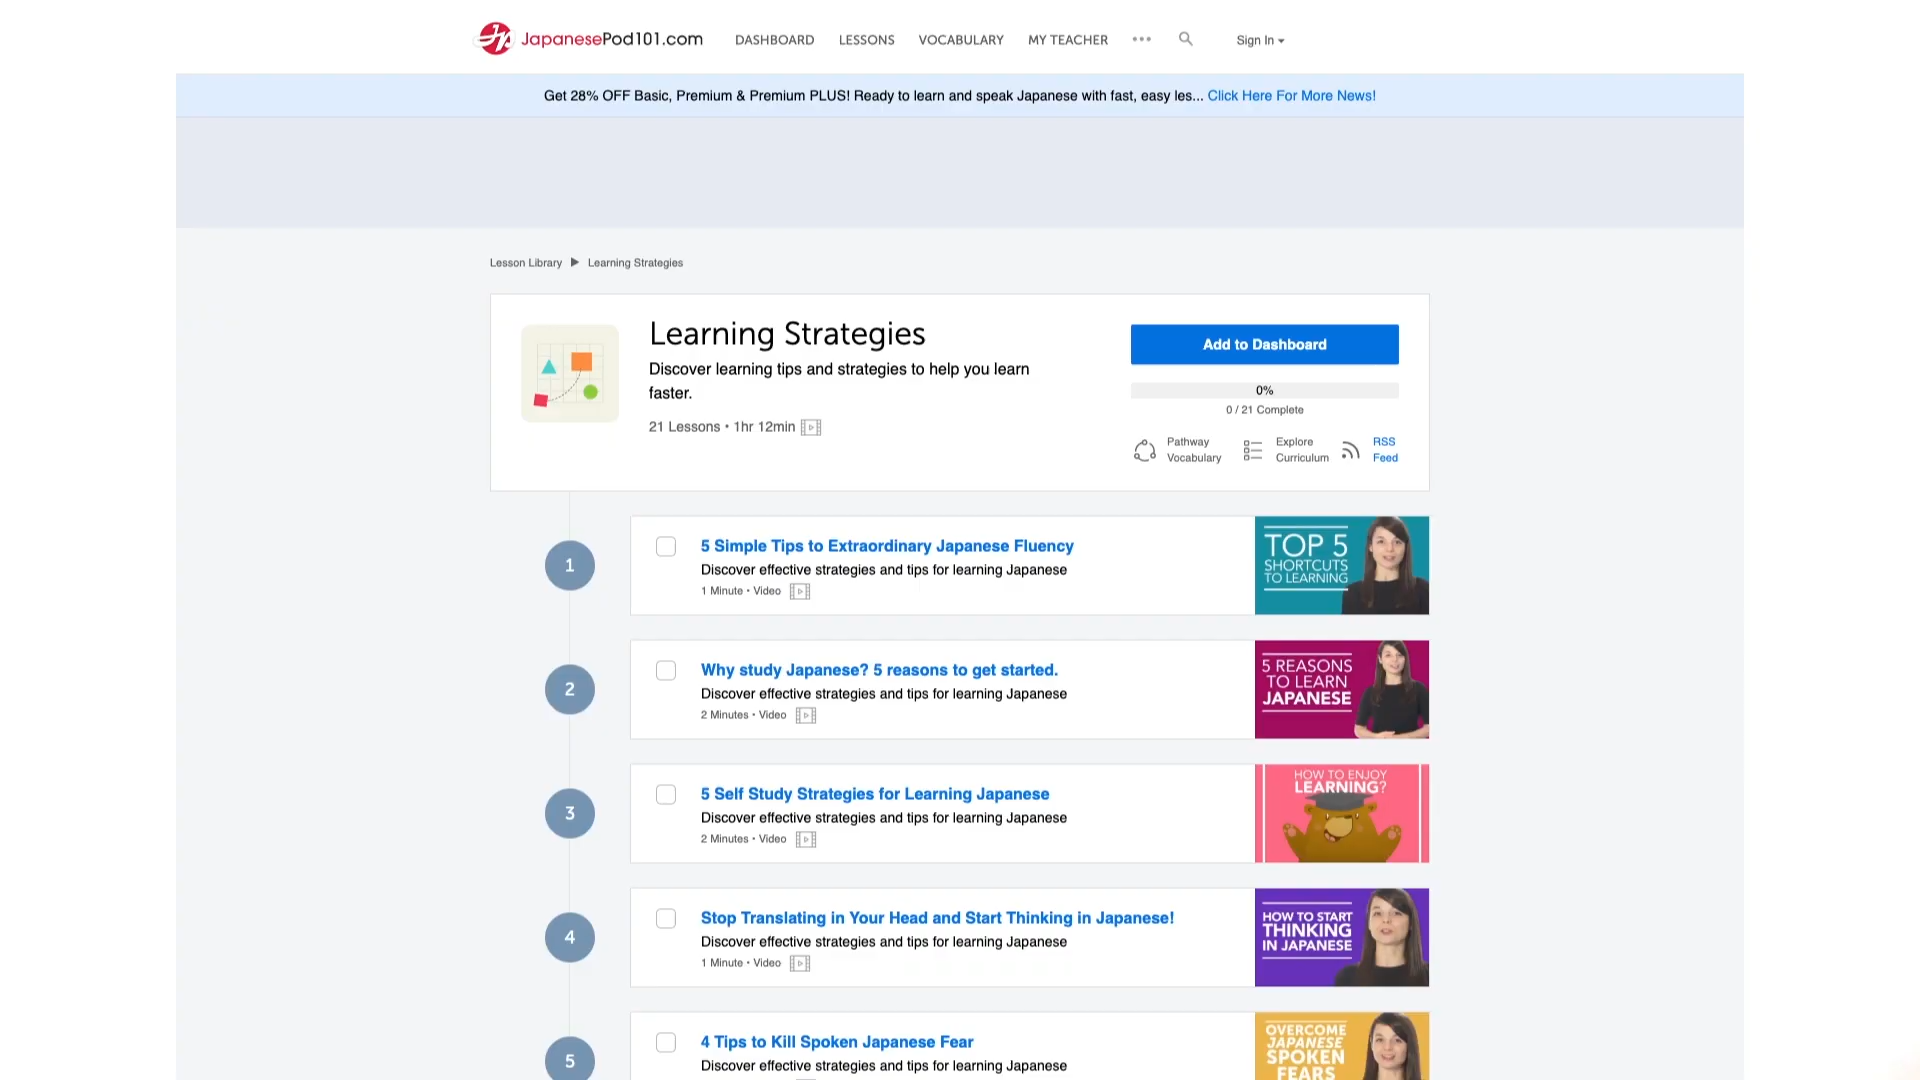 JapanesePod101.com
DASHBOARD
LESSONS
VOCABULARY
MY TEACHER
Sign In
Get 28% OFF Basic, Premium & Premium PLUS! Ready to learn and speak Japanese with fast, easy les... Click Here For More News!
Lesson Library
Learning Strategies
Learning Strategies
Discover learning tips and strategies to help you learn
faster.
21 Lessons • 1hr 12min
Add to Dashboard
0%
0 / 21 Complete
Pathway
Vocabulary
Explore
Curriculum
RSS
Feed
1
5 Simple Tips to Extraordinary Japanese Fluency
Discover effective strategies and tips for learning Japanese
1 Minute • Video
TOP 5
SHORTCUTS
TO LEARNING
2
Why study Japanese? 5 reasons to get started.
Discover effective strategies and tips for learning Japanese
2 Minutes • Video
5 REASONS
TO LEARN
JAPANESE
3
5 Self Study Strategies for Learning Japanese
Discover effective strategies and tips for learning Japanese
2 Minutes • Video
HOW TO ENJOY
LEARNING?
4
Stop Translating in Your Head and Start Thinking in Japanese!
Discover effective strategies and tips for learning Japanese
1 Minute • Video
HOW TO START
THINKING
IN JAPANESE
5
4 Tips to Kill Spoken Japanese Fear
Discover effective strategies and tips for learning Japanese
OVERCOME
JAPANESE
SPOKEN
FEARS